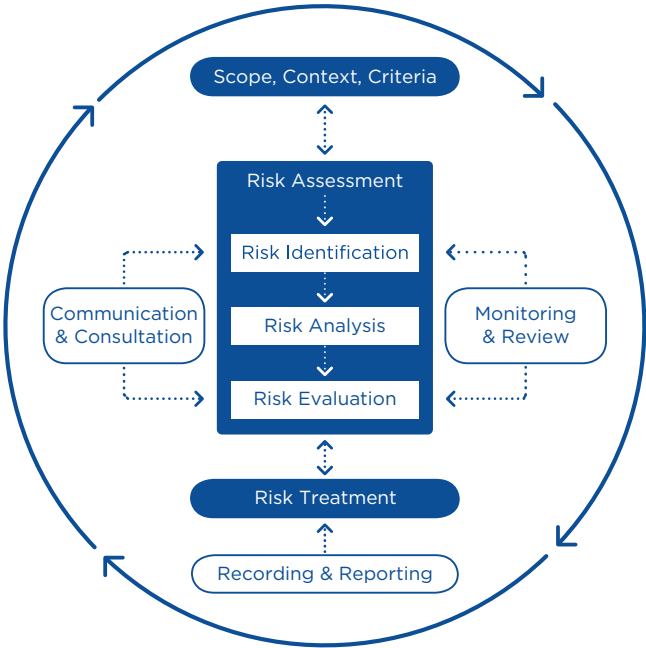 Scope, Context, Criteria
Risk Assessment
Risk Identification
Communication
& Consultation
Risk Analysis
Monitoring
& Review
Risk Evaluation
Risk Treatment
Recording & Reporting